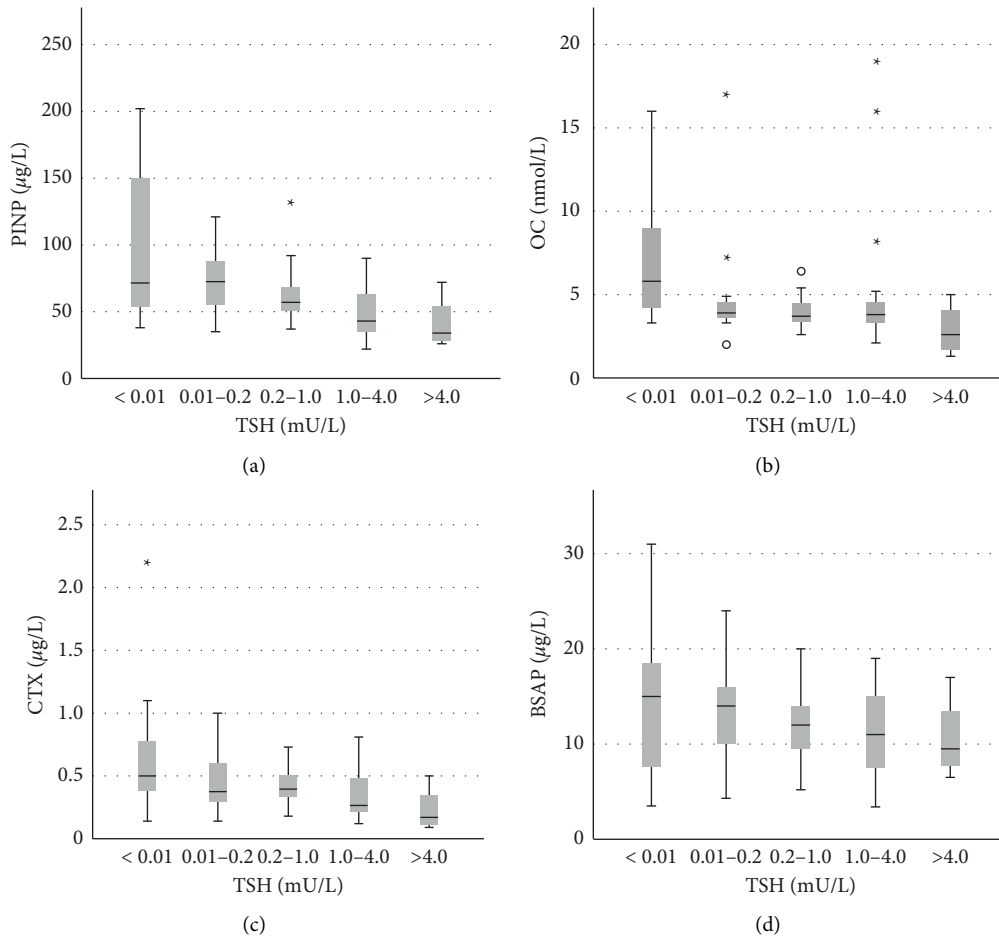 PINP (μg/L)
250
200
150
100
50
0
< 0.01 0.01–0.2 0.2–1.0 1.0–4.0 >4.0
TSH (mU/L)
(a)
OC (nmol/L)
20
15
10
5
0
< 0.01 0.01–0.2 0.2–1.0 1.0–4.0 >4.0
TSH (mU/L)
(b)
CTX (μg/L)
2.5
2.0
1.5
1.0
0.5
0
< 0.01 0.01–0.2 0.2–1.0 1.0–4.0 >4.0
TSH (mU/L)
(c)
BSAP (μg/L)
30
20
10
0
< 0.01 0.01–0.2 0.2–1.0 1.0–4.0 >4.0
TSH (mU/L)
(d)